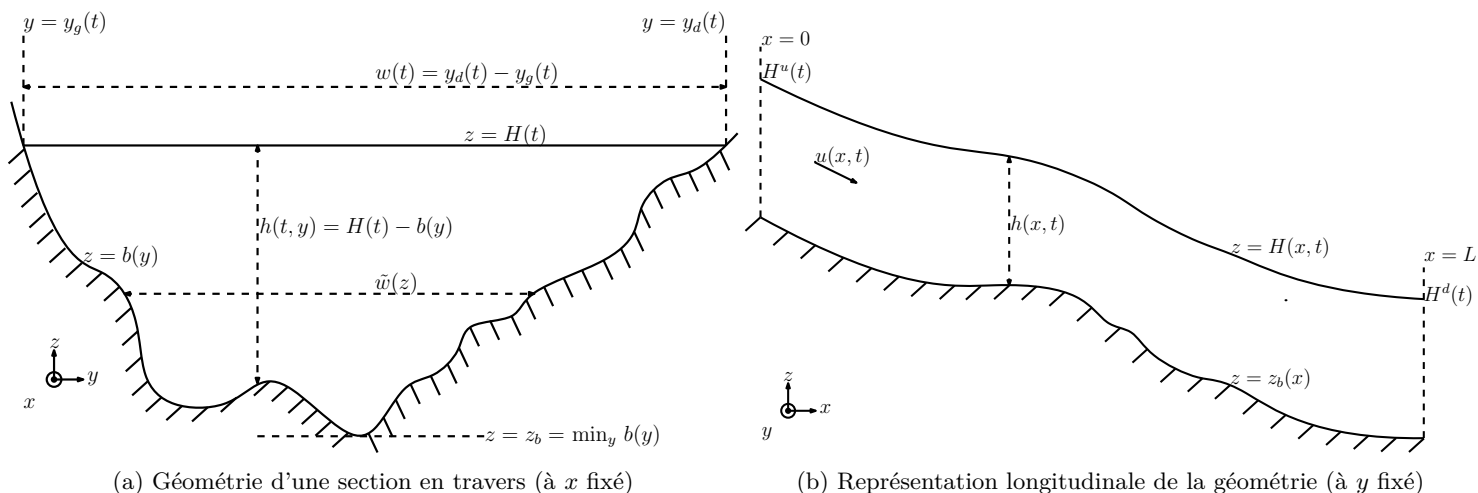 y = y_g(t)
y = y_d(t)
w(t) = y_d(t) − y_g(t)
z = H(t)
h(t, y) = H(t) − b(y)
z = b(y)
w̃(z)
z
y
x
z = z_b = min_y b(y)
(a) Géométrie d'une section en travers (à x fixé)
x = 0
H^u(t)
u(x, t)
h(x, t)
z = H(x, t)
x = L
H^d(t)
z = z_b(x)
z
x
y
(b) Représentation longitudinale de la géométrie (à y fixé)